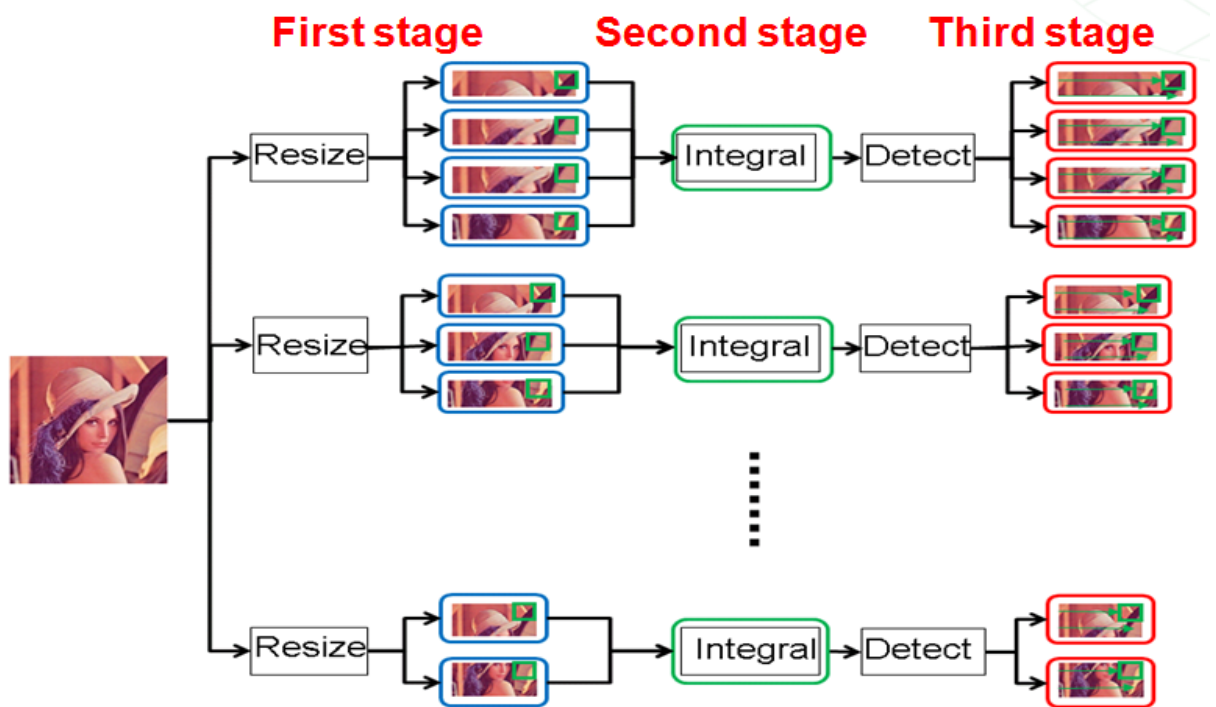 First stage
Second stage
Third stage
Resize
Integral
Detect
Resize
Integral
Detect
Resize
Integral
Detect